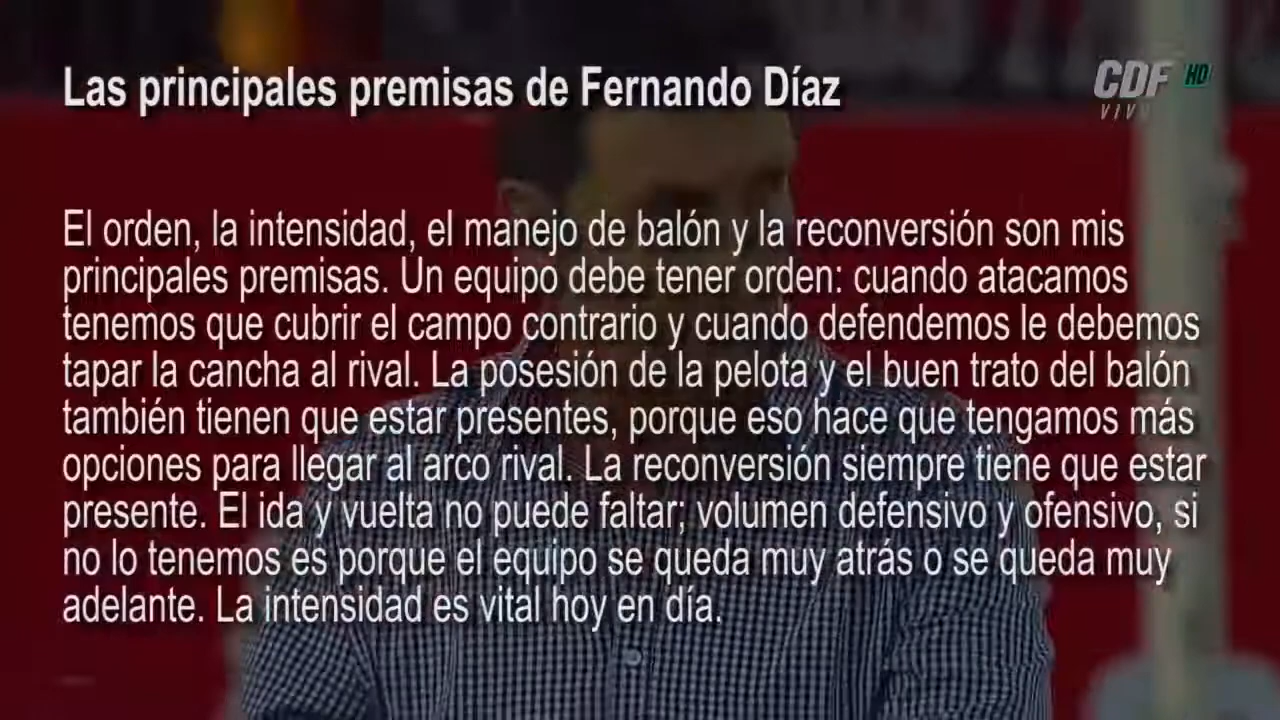 Las principales premisas de Fernando Díaz
CDF HD
VIVO
El orden, la intensidad, el manejo de balón y la reconversión son mis
principales premisas. Un equipo debe tener orden: cuando atacamos
tenemos que cubrir el campo contrario y cuando defendemos le debemos
tapar la cancha al rival. La posesión de la pelota y el buen trato del balón
también tienen que estar presentes, porque eso hace que tengamos más
opciones para llegar al arco rival. La reconversión siempre tiene que estar
presente. El ida y vuelta no puede faltar; volumen defensivo y ofensivo, si
no lo tenemos es porque el equipo se queda muy atrás o se queda muy
adelante. La intensidad es vital hoy en día.